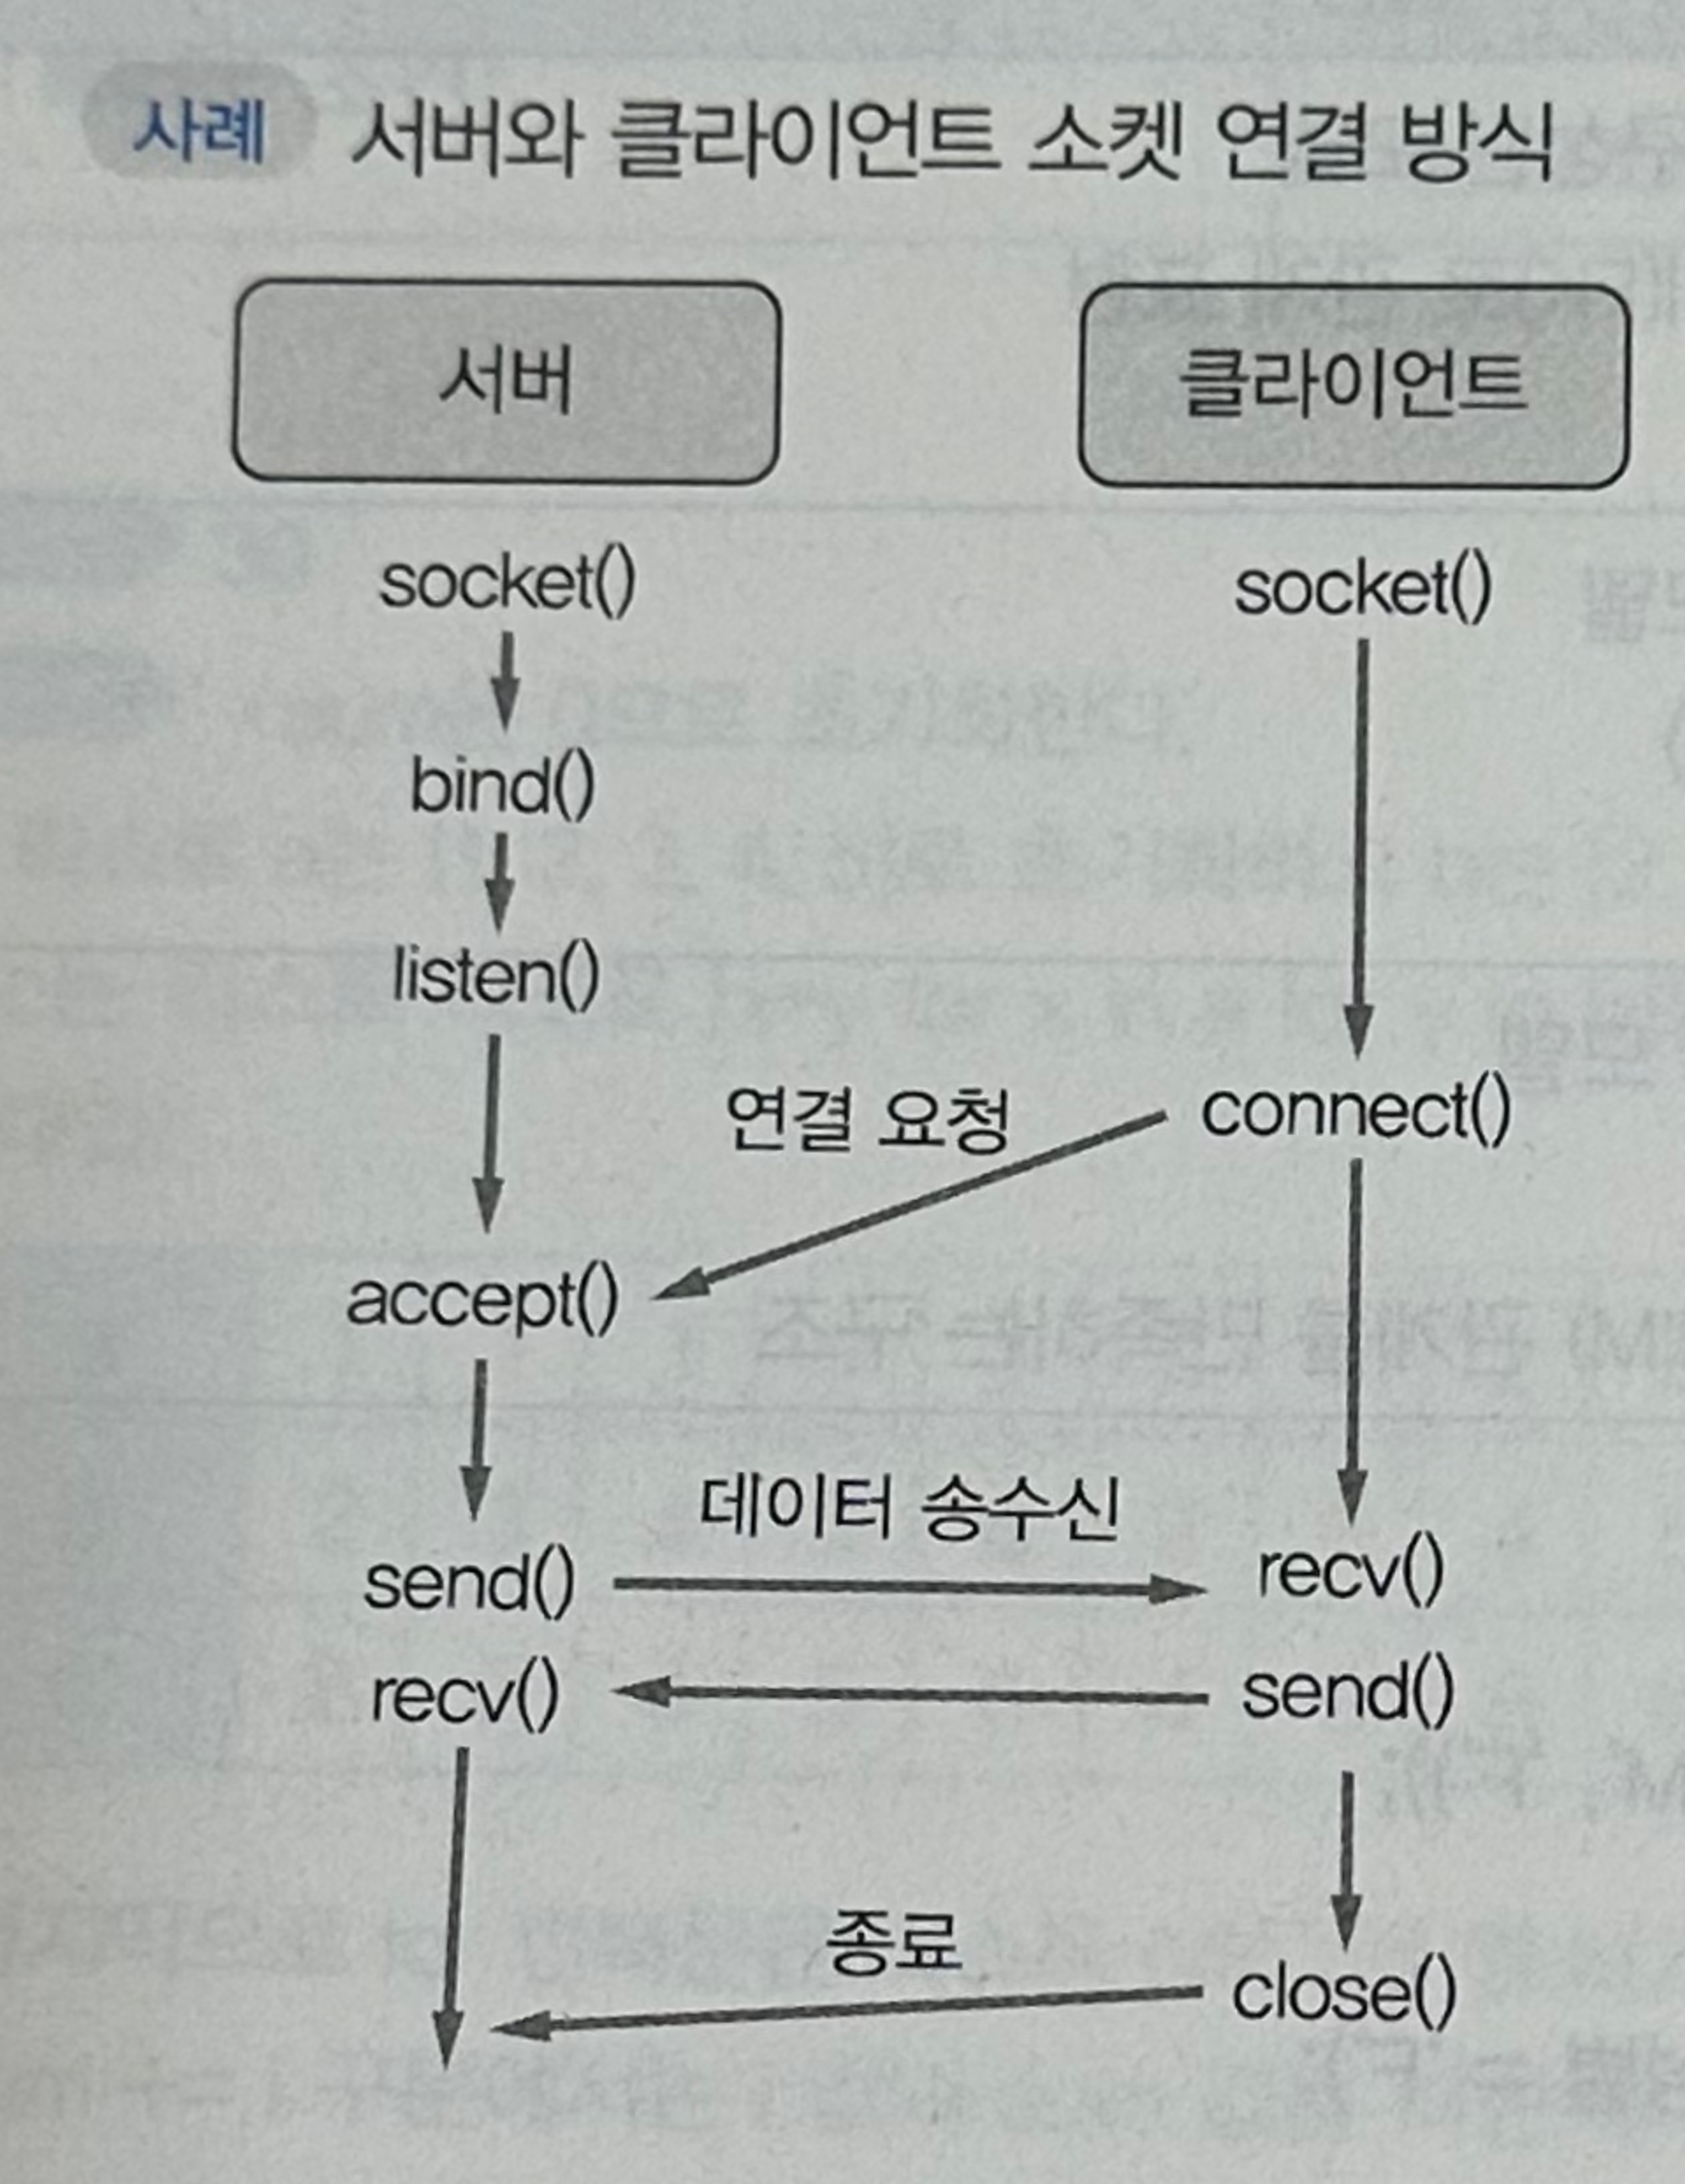 사례 서버와 클라이언트 소켓 연결 방식
서버 클라이언트
socket() socket()
bind()
listen()
연결 요청 connect()
accept()
데이터 송수신
send() recv()
recv() send()
종료
close()